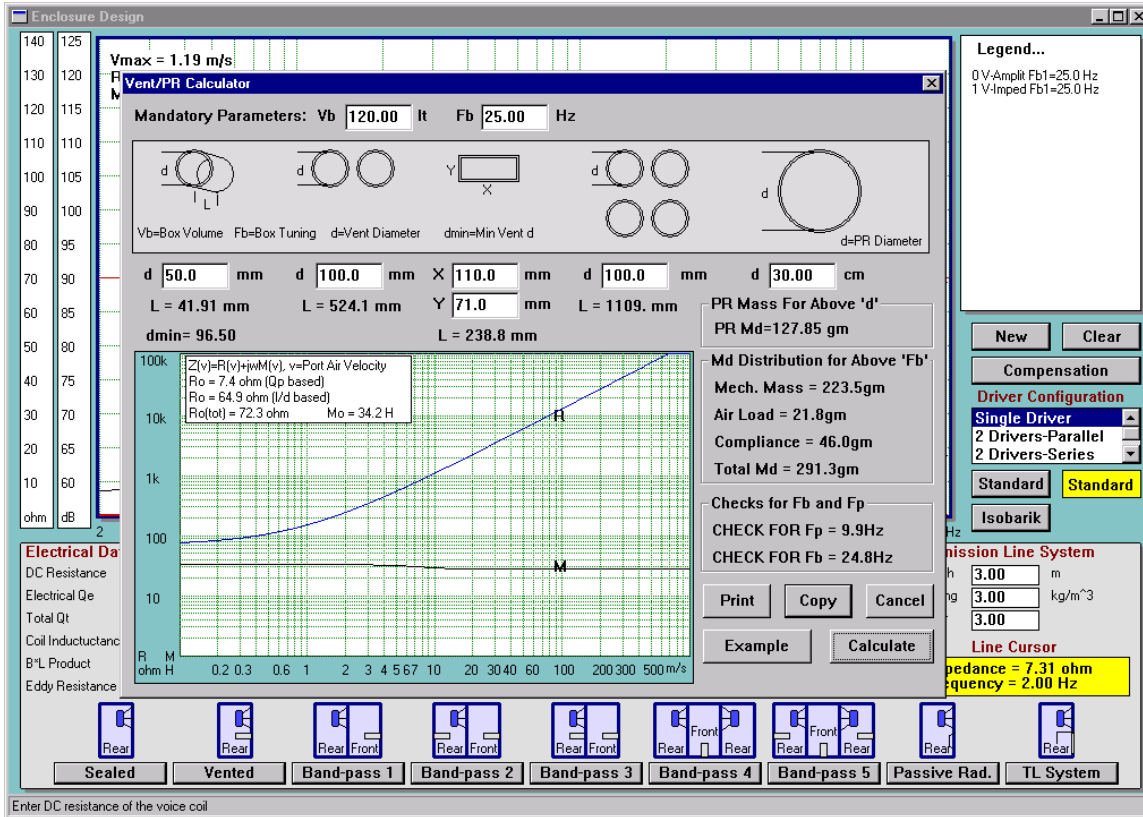 Enclosure Design
140 125
130 120
120 115
110 110
100 105
90 100
80 95
70 90
60 85
50 80
40 75
30 70
20 65
10 60
ohm dB
Vmax = 1.19 m/s
2
Hz
Vent/PR Calculator
Mandatory Parameters: Vb 120.00 lt Fb 25.00 Hz
d L d Y X d d
Vb=Box Volume Fb=Box Tuning d=Vent Diameter dmin=Min Vent d d=PR Diameter
d 50.0 mm d 100.0 mm X 110.0 mm d 100.0 mm d 30.00 cm
L = 41.91 mm L = 524.1 mm Y 71.0 mm L = 1109. mm
dmin= 96.50 L = 238.8 mm
PR Mass For Above 'd'
PR Md=127.85 gm
Md Distribution for Above 'Fb'
Mech. Mass = 223.5gm
Air Load = 21.8gm
Compliance = 46.0gm
Total Md = 291.3gm
Checks for Fb and Fp
CHECK FOR Fp = 9.9Hz
CHECK FOR Fb = 24.8Hz
Print Copy Cancel
Example Calculate
Z(v)=R(v)+jwM(v), v=Port Air Velocity
Ro = 7.4 ohm (Qp based)
Ro = 64.9 ohm (l/d based)
Ro(tot) = 72.3 ohm Mo = 34.2 H
100k
10k
1k
100
10
R
M
R M
ohm H
0.2 0.3 0.6 1 2 3 4 5 6 7 10 20 30 40 60 100 200 300 500 m/s
Legend...
0 V-Amplit Fb1=25.0 Hz
1 V-Imped Fb1=25.0 Hz
New Clear
Compensation
Driver Configuration
Single Driver
2 Drivers-Parallel
2 Drivers-Series
Standard Standard
Isobarik
Electrical Da
DC Resistance
Electrical Qe
Total Qt
Coil Inductuctanc
B*L Product
Eddy Resistance
mission Line System
h 3.00 m
ng 3.00 kg/m^3
3.00
Line Cursor
pedance = 7.31 ohm
equency = 2.00 Hz
Rear Rear Rear Front Rear Front Rear Front Rear Front Rear Rear Front Rear Rear Rear
Sealed Vented Band-pass 1 Band-pass 2 Band-pass 3 Band-pass 4 Band-pass 5 Passive Rad. TL System
Enter DC resistance of the voice coil